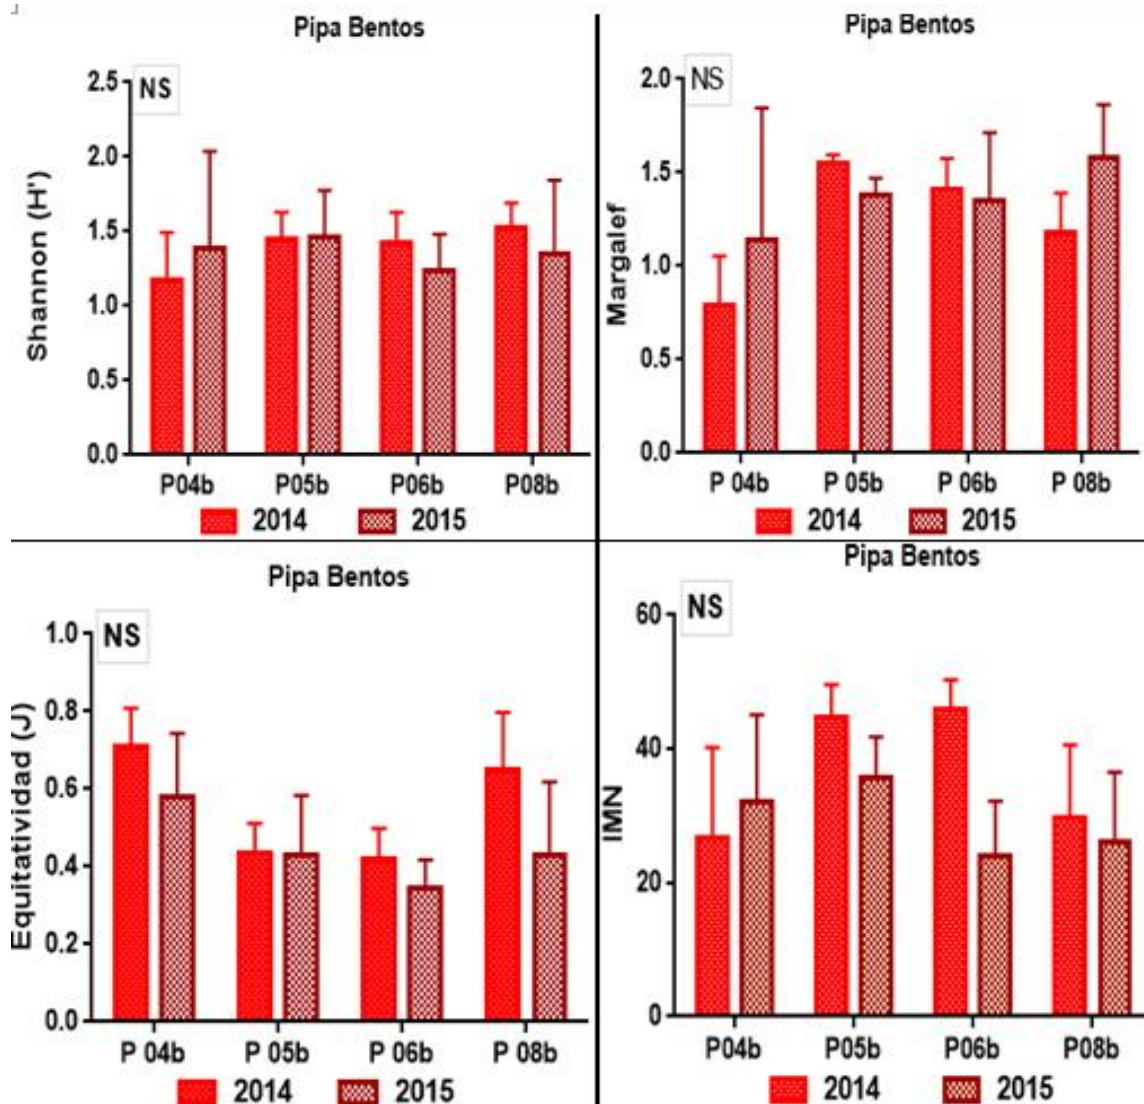 Pipa Bentos
NS
Shannon (H')
2.5
2.0
1.5
1.0
0.5
0.0
P04b P05b P06b P08b
2014 2015
Pipa Bentos
NS
Margalef
2.0
1.5
1.0
0.5
0.0
P 04b P 05b P 06b P 08b
2014 2015
Pipa Bentos
NS
Equitatividad (J)
1.0
0.8
0.6
0.4
0.2
0.0
P 04b P 05b P 06b P 08b
2014 2015
Pipa Bentos
NS
IMN
60
40
20
0
P04b P05b P06b P08b
2014 2015